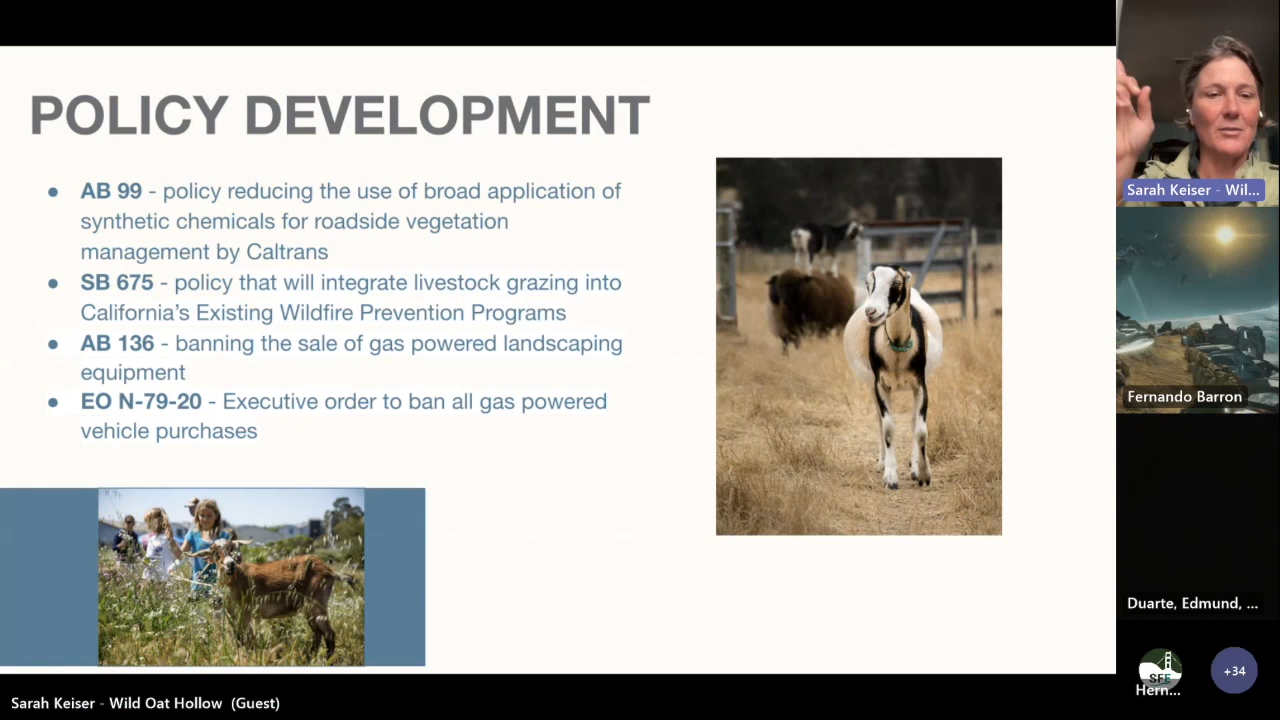 POLICY DEVELOPMENT
● AB 99 - policy reducing the use of broad application of
synthetic chemicals for roadside vegetation
management by Caltrans
● SB 675 - policy that will integrate livestock grazing into
California’s Existing Wildfire Prevention Programs
● AB 136 - banning the sale of gas powered landscaping
equipment
● EO N-79-20 - Executive order to ban all gas powered
vehicle purchases
Sarah Keiser - Wil...
Fernando Barron
Duarte, Edmund, ...
SFE
Hern...
+34
Sarah Keiser - Wild Oat Hollow (Guest)